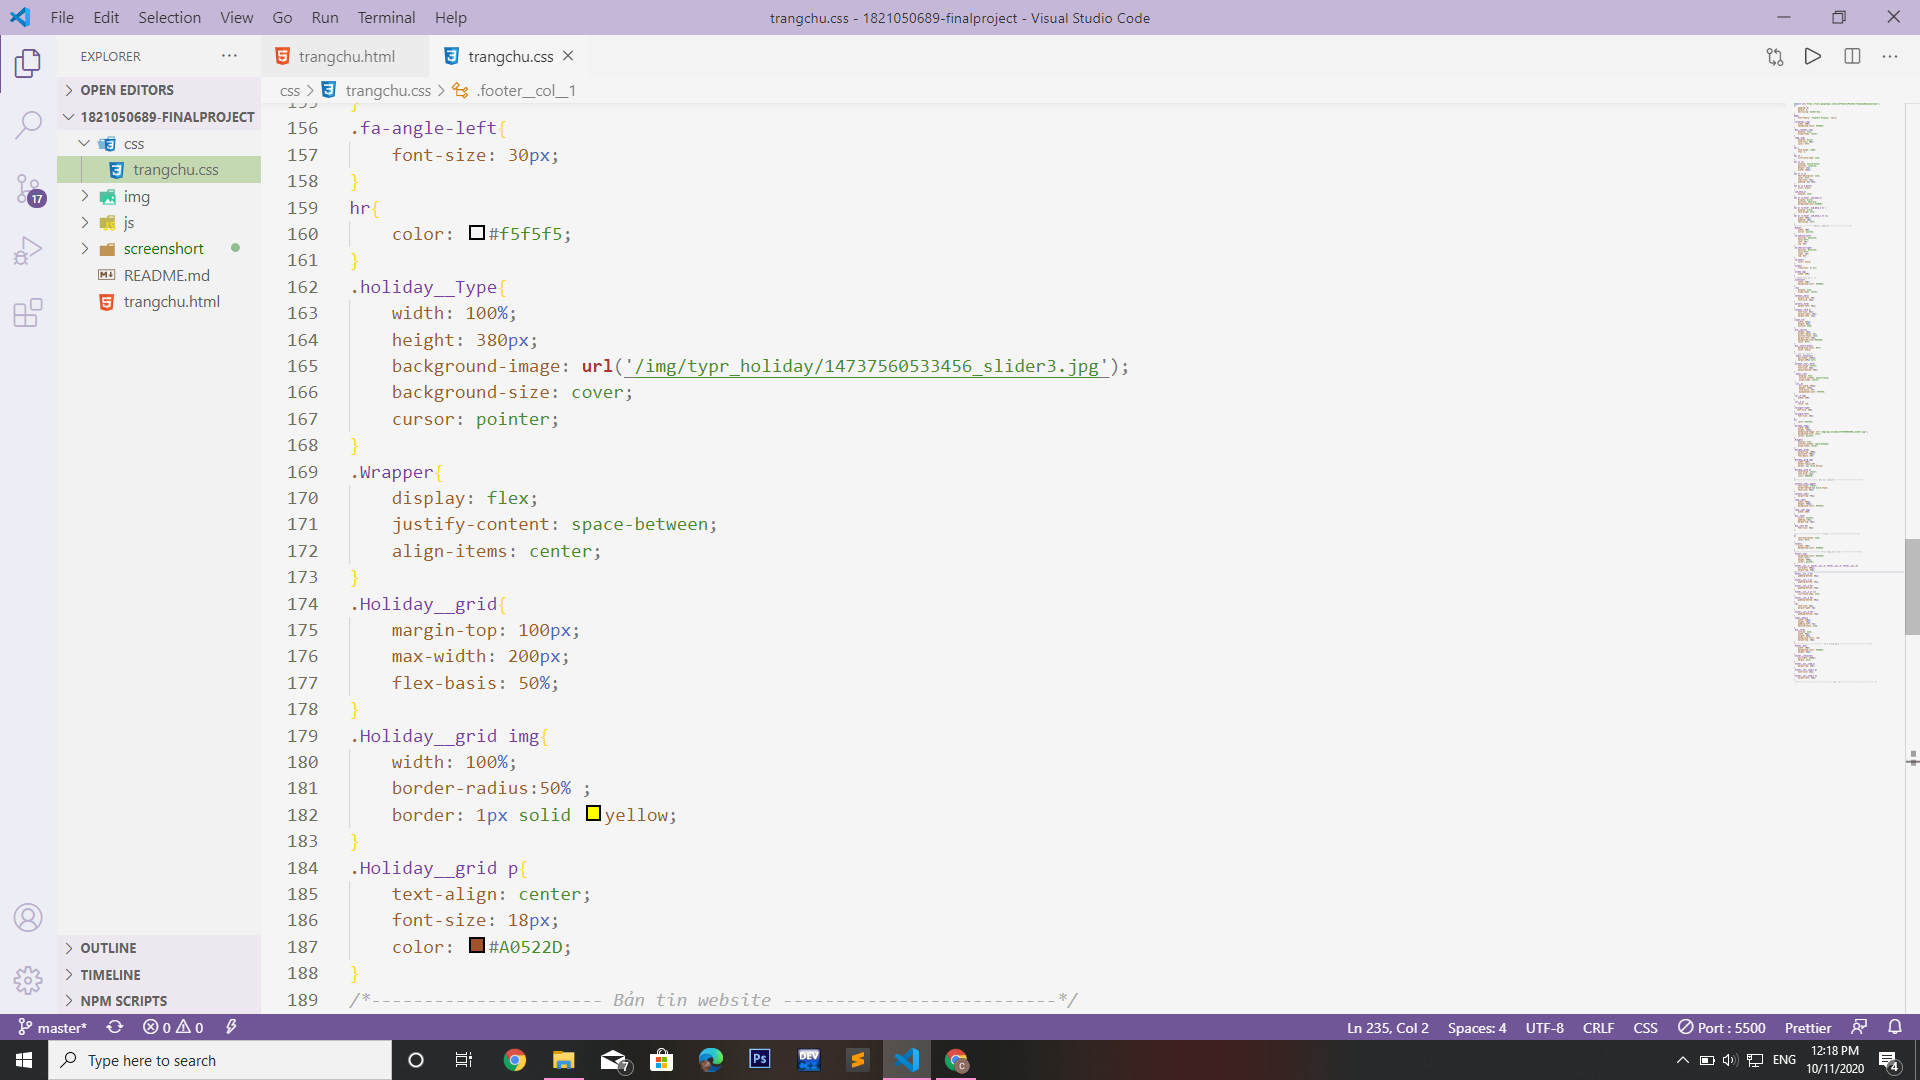 File Edit Selection View Go Run Terminal Help
trangchu.css - 1821050689-finalproject - Visual Studio Code
EXPLORER
trangchu.html
trangchu.css
OPEN EDITORS
css > trangchu.css > .footer__col__1
1821050689-FINALPROJECT
css
trangchu.css
img
js
screenshort
README.md
trangchu.html
17
155 }
156 .fa-angle-left{
157 font-size: 30px;
158 }
159 hr{
160 color: #f5f5f5;
161 }
162 .holiday__Type{
163 width: 100%;
164 height: 380px;
165 background-image: url('/img/typr_holiday/14737560533456_slider3.jpg');
166 background-size: cover;
167 cursor: pointer;
168 }
169 .Wrapper{
170 display: flex;
171 justify-content: space-between;
172 align-items: center;
173 }
174 .Holiday__grid{
175 margin-top: 100px;
176 max-width: 200px;
177 flex-basis: 50%;
178 }
179 .Holiday__grid img{
180 width: 100%;
181 border-radius:50% ;
182 border: 1px solid yellow;
183 }
184 .Holiday__grid p{
185 text-align: center;
186 font-size: 18px;
187 color: #A0522D;
188 }
189 /*---------------------- Bản tin website --------------------------*/
OUTLINE
TIMELINE
NPM SCRIPTS
master* 0 0
Ln 235, Col 2 Spaces: 4 UTF-8 CRLF CSS Port : 5500 Prettier
Type here to search
7
Ps
DEV
C
ENG
12:18 PM
10/11/2020
4